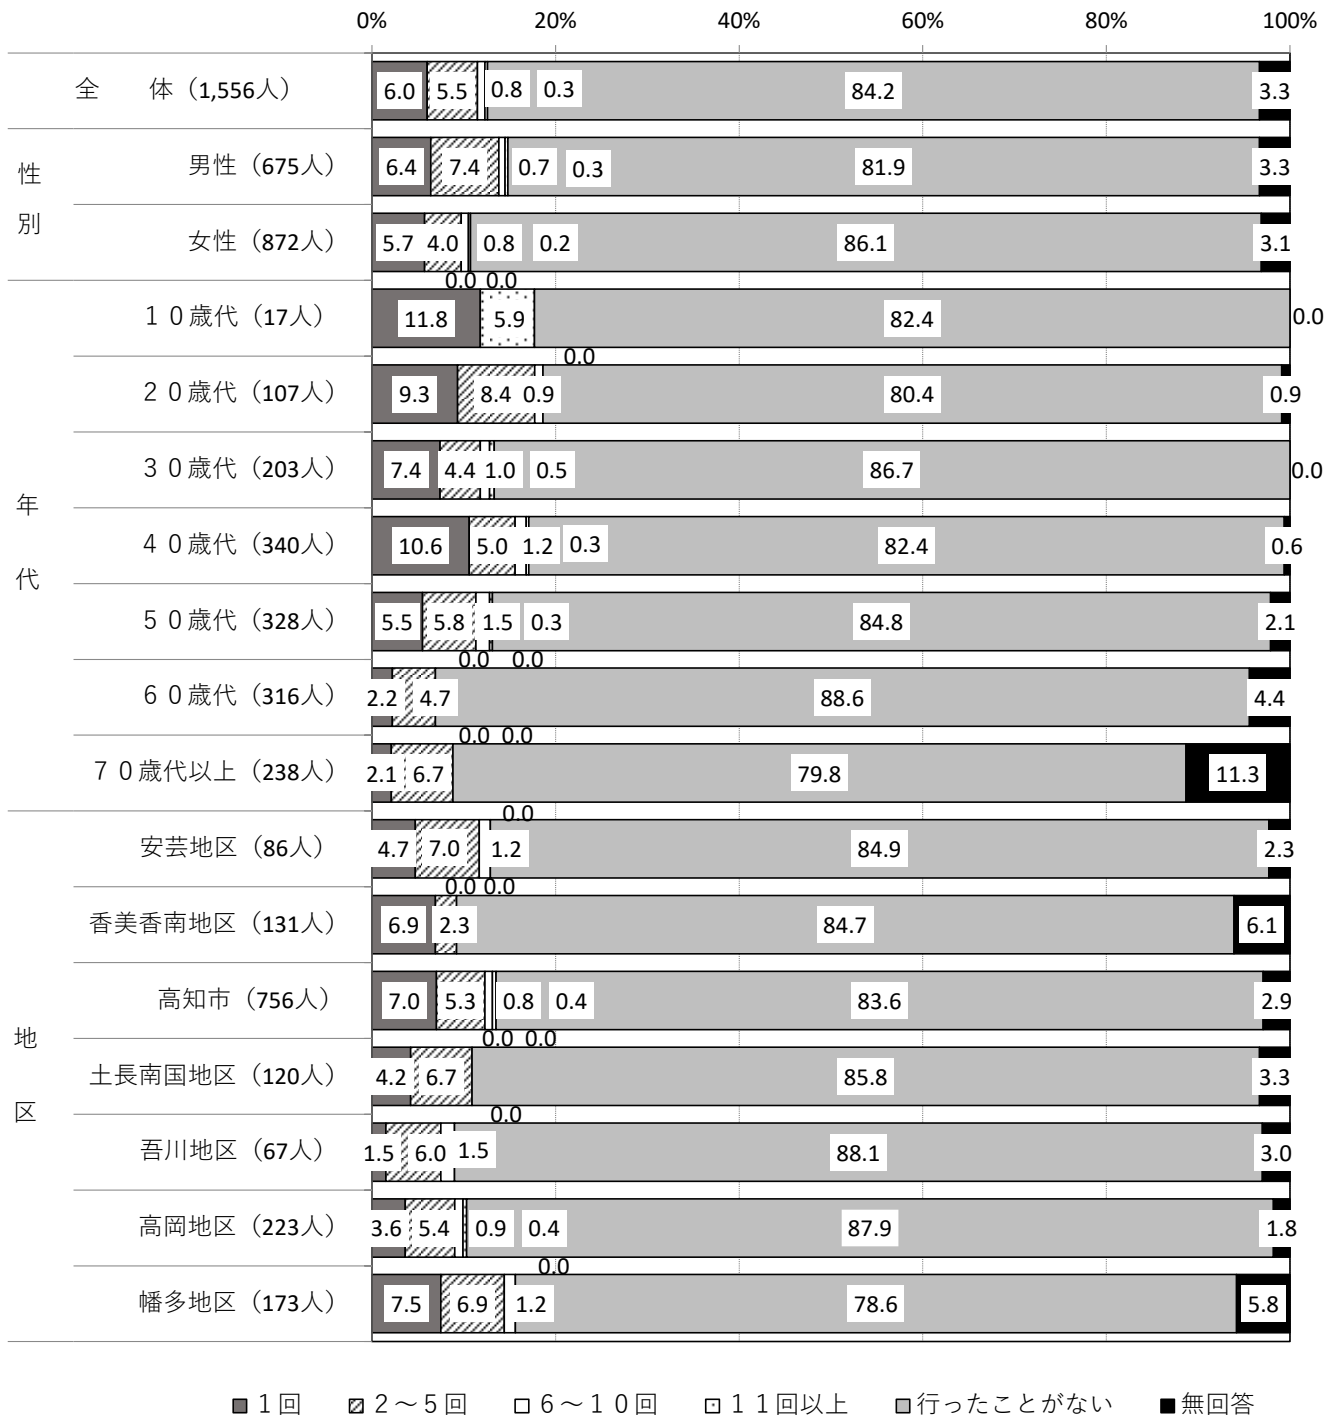 0% 20% 40% 60% 80% 100%
全　　体（1,556人） 6.0 5.5 0.8 0.3 84.2 3.3
性別
男性（675人） 6.4 7.4 0.7 0.3 81.9 3.3
女性（872人） 5.7 4.0 0.8 0.2 86.1 3.1
0.0 0.0
年代
１０歳代（17人） 11.8 5.9 82.4 0.0
0.0
２０歳代（107人） 9.3 8.4 0.9 80.4 0.9
３０歳代（203人） 7.4 4.4 1.0 0.5 86.7 0.0
４０歳代（340人） 10.6 5.0 1.2 0.3 82.4 0.6
５０歳代（328人） 5.5 5.8 1.5 0.3 84.8 2.1
0.0 0.0
６０歳代（316人） 2.2 4.7 88.6 4.4
0.0 0.0
７０歳代以上（238人） 2.1 6.7 79.8 11.3
0.0
地区
安芸地区（86人） 4.7 7.0 1.2 84.9 2.3
0.0 0.0
香美香南地区（131人） 6.9 2.3 84.7 6.1
高知市（756人） 7.0 5.3 0.8 0.4 83.6 2.9
0.0 0.0
土長南国地区（120人） 4.2 6.7 85.8 3.3
0.0
吾川地区（67人） 1.5 6.0 1.5 88.1 3.0
高岡地区（223人） 3.6 5.4 0.9 0.4 87.9 1.8
0.0
幡多地区（173人） 7.5 6.9 1.2 78.6 5.8
１回 ２～５回 ６～１０回 １１回以上 行ったことがない 無回答